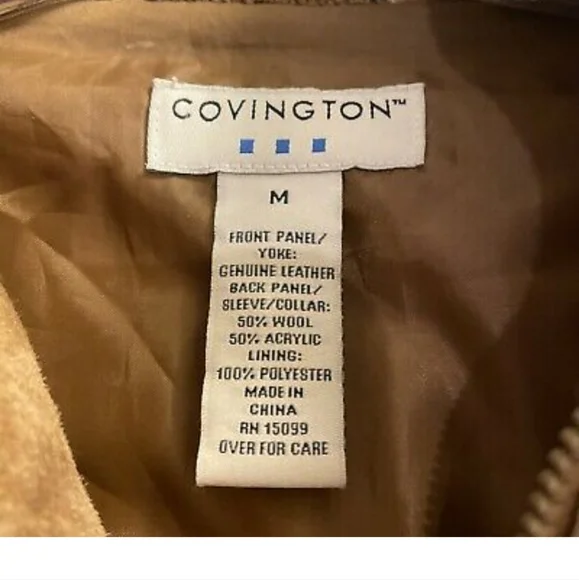 COVINGTON™
M
FRONT PANEL/
YOKE:
GENUINE LEATHER
BACK PANEL/
SLEEVE/COLLAR:
50% WOOL
50% ACRYLIC
LINING:
100% POLYESTER
MADE IN
CHINA
RN 15099
OVER FOR CARE